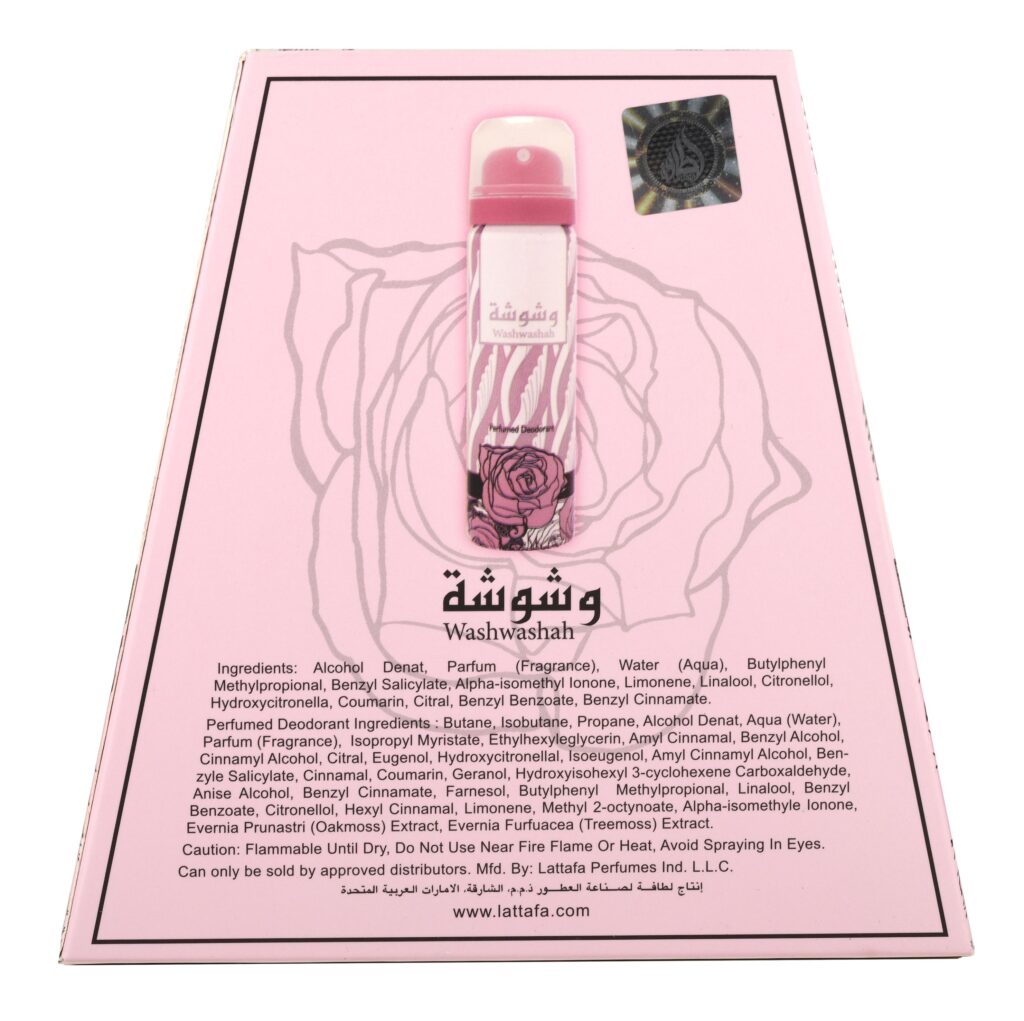 وشوشة
Washwashah
Perfumed Deodorant
وشوشة
Washwashah
Ingredients: Alcohol Denat, Parfum (Fragrance), Water (Aqua), Butylphenyl
Methylpropional, Benzyl Salicylate, Alpha-isomethyl Ionone, Limonene, Linalool, Citronellol,
Hydroxycitronella, Coumarin, Citral, Benzyl Benzoate, Benzyl Cinnamate.
Perfumed Deodorant Ingredients : Butane, Isobutane, Propane, Alcohol Denat, Aqua (Water),
Parfum (Fragrance), Isopropyl Myristate, Ethylhexyleglycerin, Amyl Cinnamal, Benzyl Alcohol,
Cinnamyl Alcohol, Citral, Eugenol, Hydroxycitronellal, Isoeugenol, Amyl Cinnamyl Alcohol, Ben-
zyle Salicylate, Cinnamal, Coumarin, Geranol, Hydroxyisohexyl 3-cyclohexene Carboxaldehyde,
Anise Alcohol, Benzyl Cinnamate, Farnesol, Butylphenyl Methylpropional, Linalool, Benzyl
Benzoate, Citronellol, Hexyl Cinnamal, Limonene, Methyl 2-octynoate, Alpha-isomethyle Ionone,
Evernia Prunastri (Oakmoss) Extract, Evernia Furfuacea (Treemoss) Extract.
Caution: Flammable Until Dry, Do Not Use Near Fire Flame Or Heat, Avoid Spraying In Eyes.
Can only be sold by approved distributors. Mfd. By: Lattafa Perfumes Ind. L.L.C.
إنتاج لطافة لصناعة العطور ذ.م.م، الشارقة، الامارات العربية المتحدة
www.lattafa.com